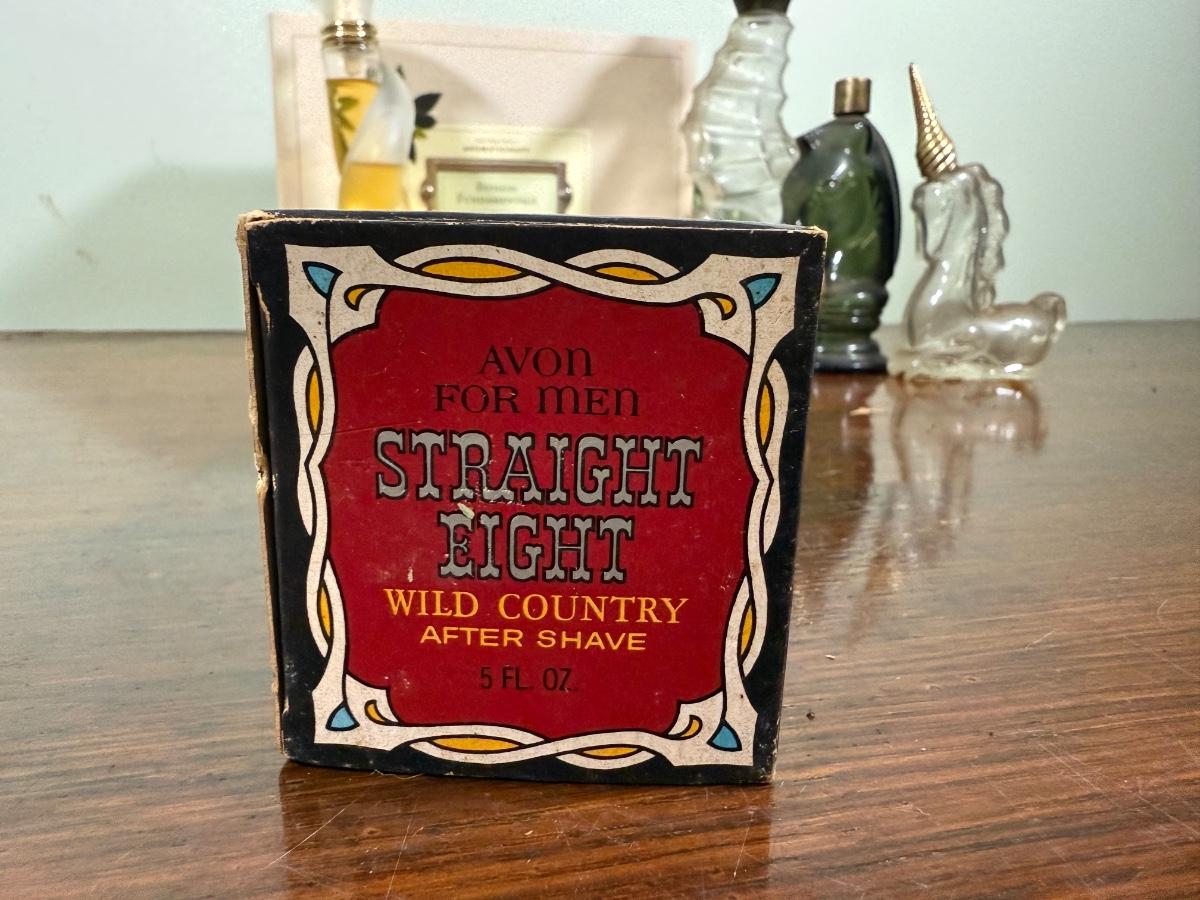 AVON
FOR MEN
STRAIGHT
EIGHT
WILD COUNTRY
AFTER SHAVE
5 FL. OZ.